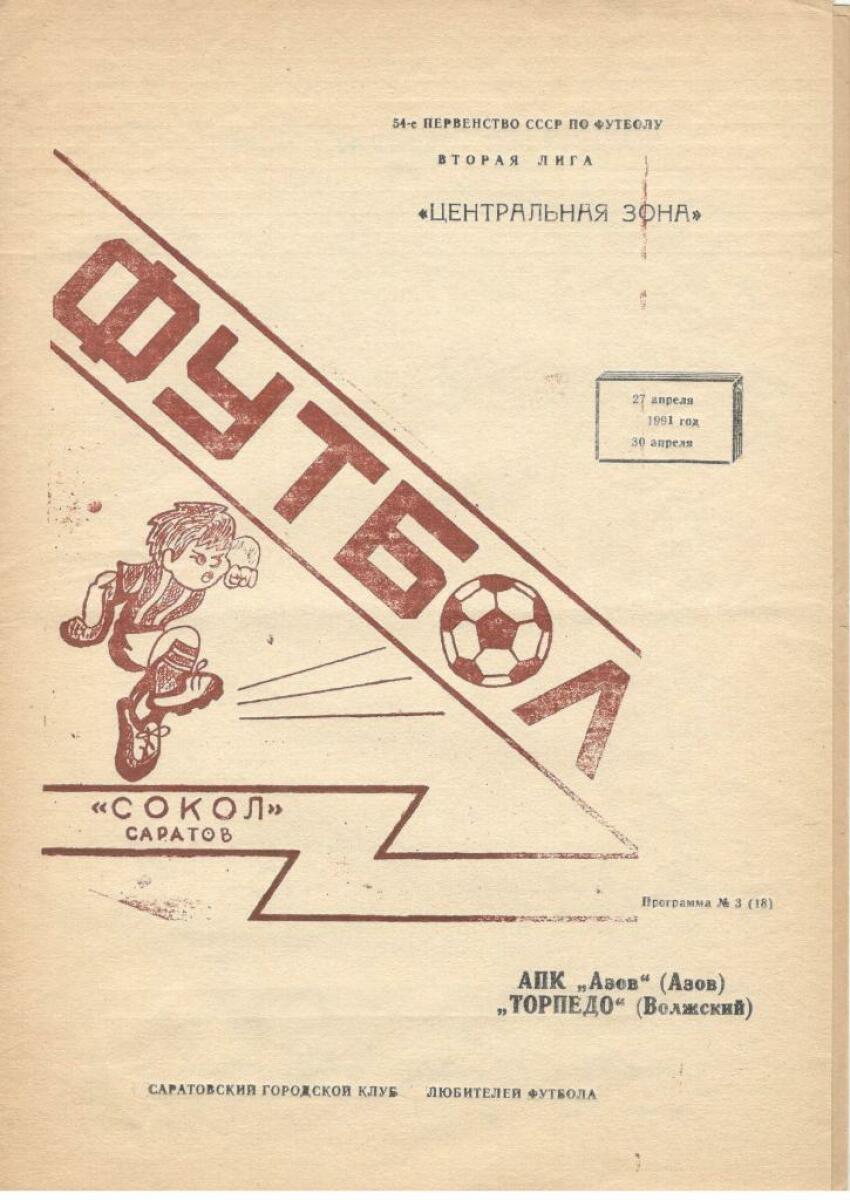 54-е ПЕРВЕНСТВО СССР ПО ФУТБОЛУ
ВТОРАЯ ЛИГА
«ЦЕНТРАЛЬНАЯ ЗОНА»
27 апреля
1991 год
30 апреля
ФУТБОЛ
«СОКОЛ»
САРАТОВ
Программа № 3 (18)
АПК „Азов“ (Азов)
„ТОРПЕДО“ (Волжский)
САРАТОВСКИЙ ГОРОДСКОЙ КЛУБ ЛЮБИТЕЛЕЙ ФУТБОЛА